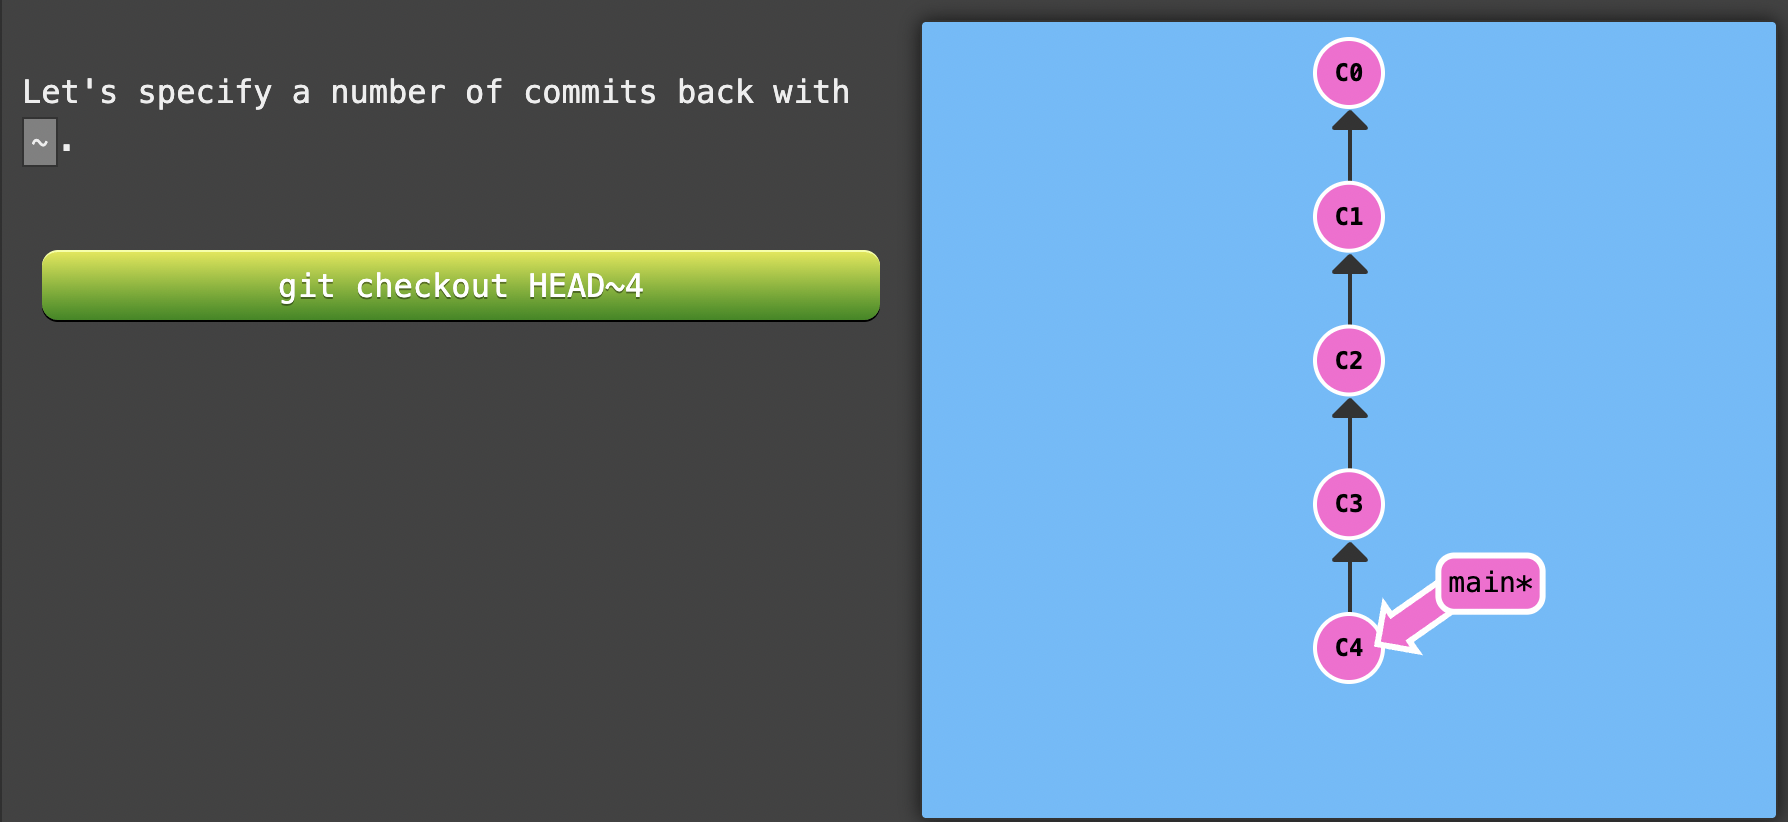 Let's specify a number of commits back with
~.
git checkout HEAD~4
C0
C1
C2
C3
main*
C4